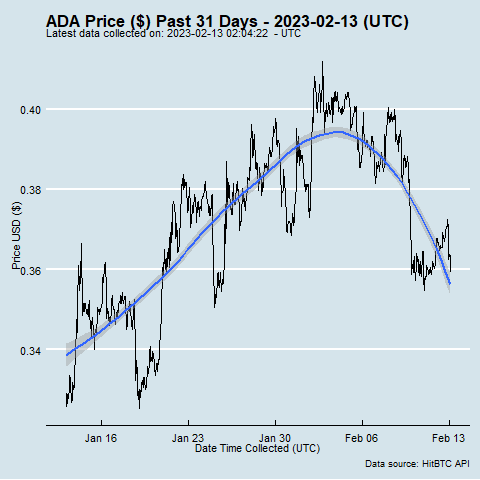 ADA Price ($) Past 31 Days - 2023-02-13 (UTC)
Latest data collected on: 2023-02-13 02:04:22 - UTC
0.40
0.38
0.36
0.34
Price USD ($)
Jan 16 Jan 23 Jan 30 Feb 06 Feb 13
Date Time Collected (UTC)
Data source: HitBTC API